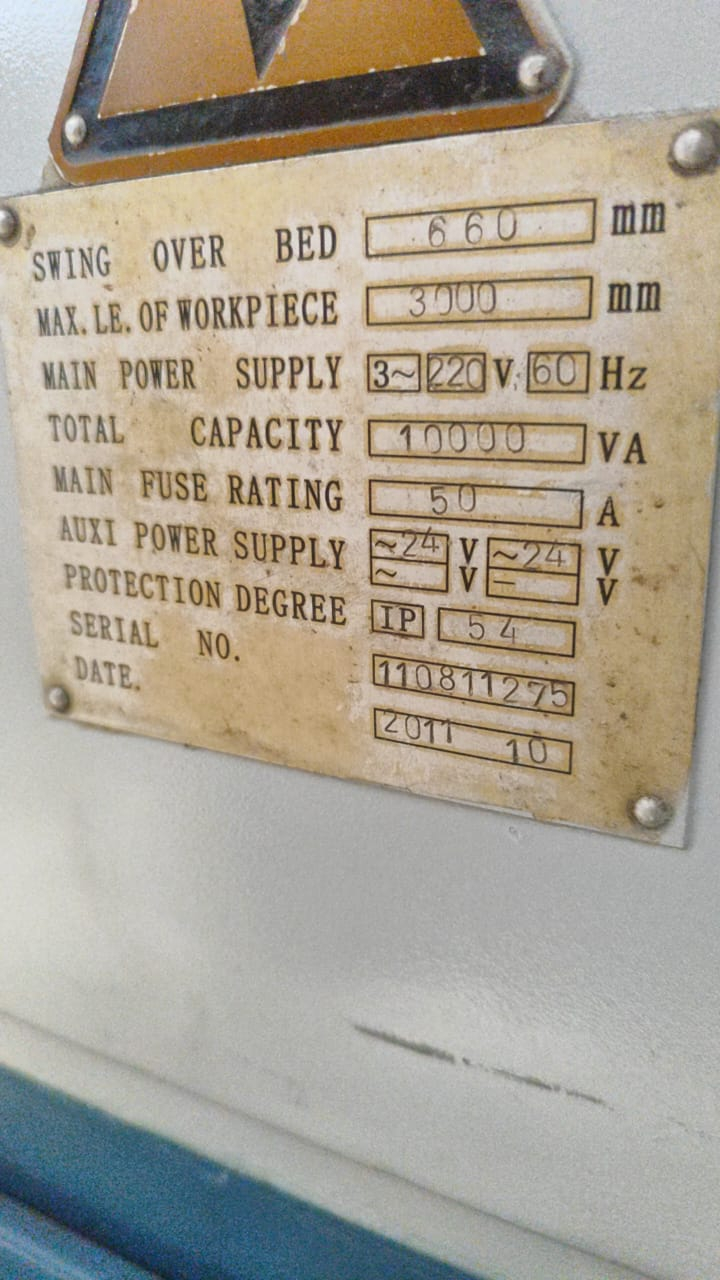 SWING OVER BED 660 mm
MAX. LE. OF WORKPIECE 3000 mm
MAIN POWER SUPPLY 3~ 220 V, 60 Hz
TOTAL CAPACITY 10000 VA
MAIN FUSE RATING 50 A
AUXI POWER SUPPLY ~24 V ~24 V
~ V — V
PROTECTION DEGREE IP 54
SERIAL NO. 110811275
DATE. 2011 10